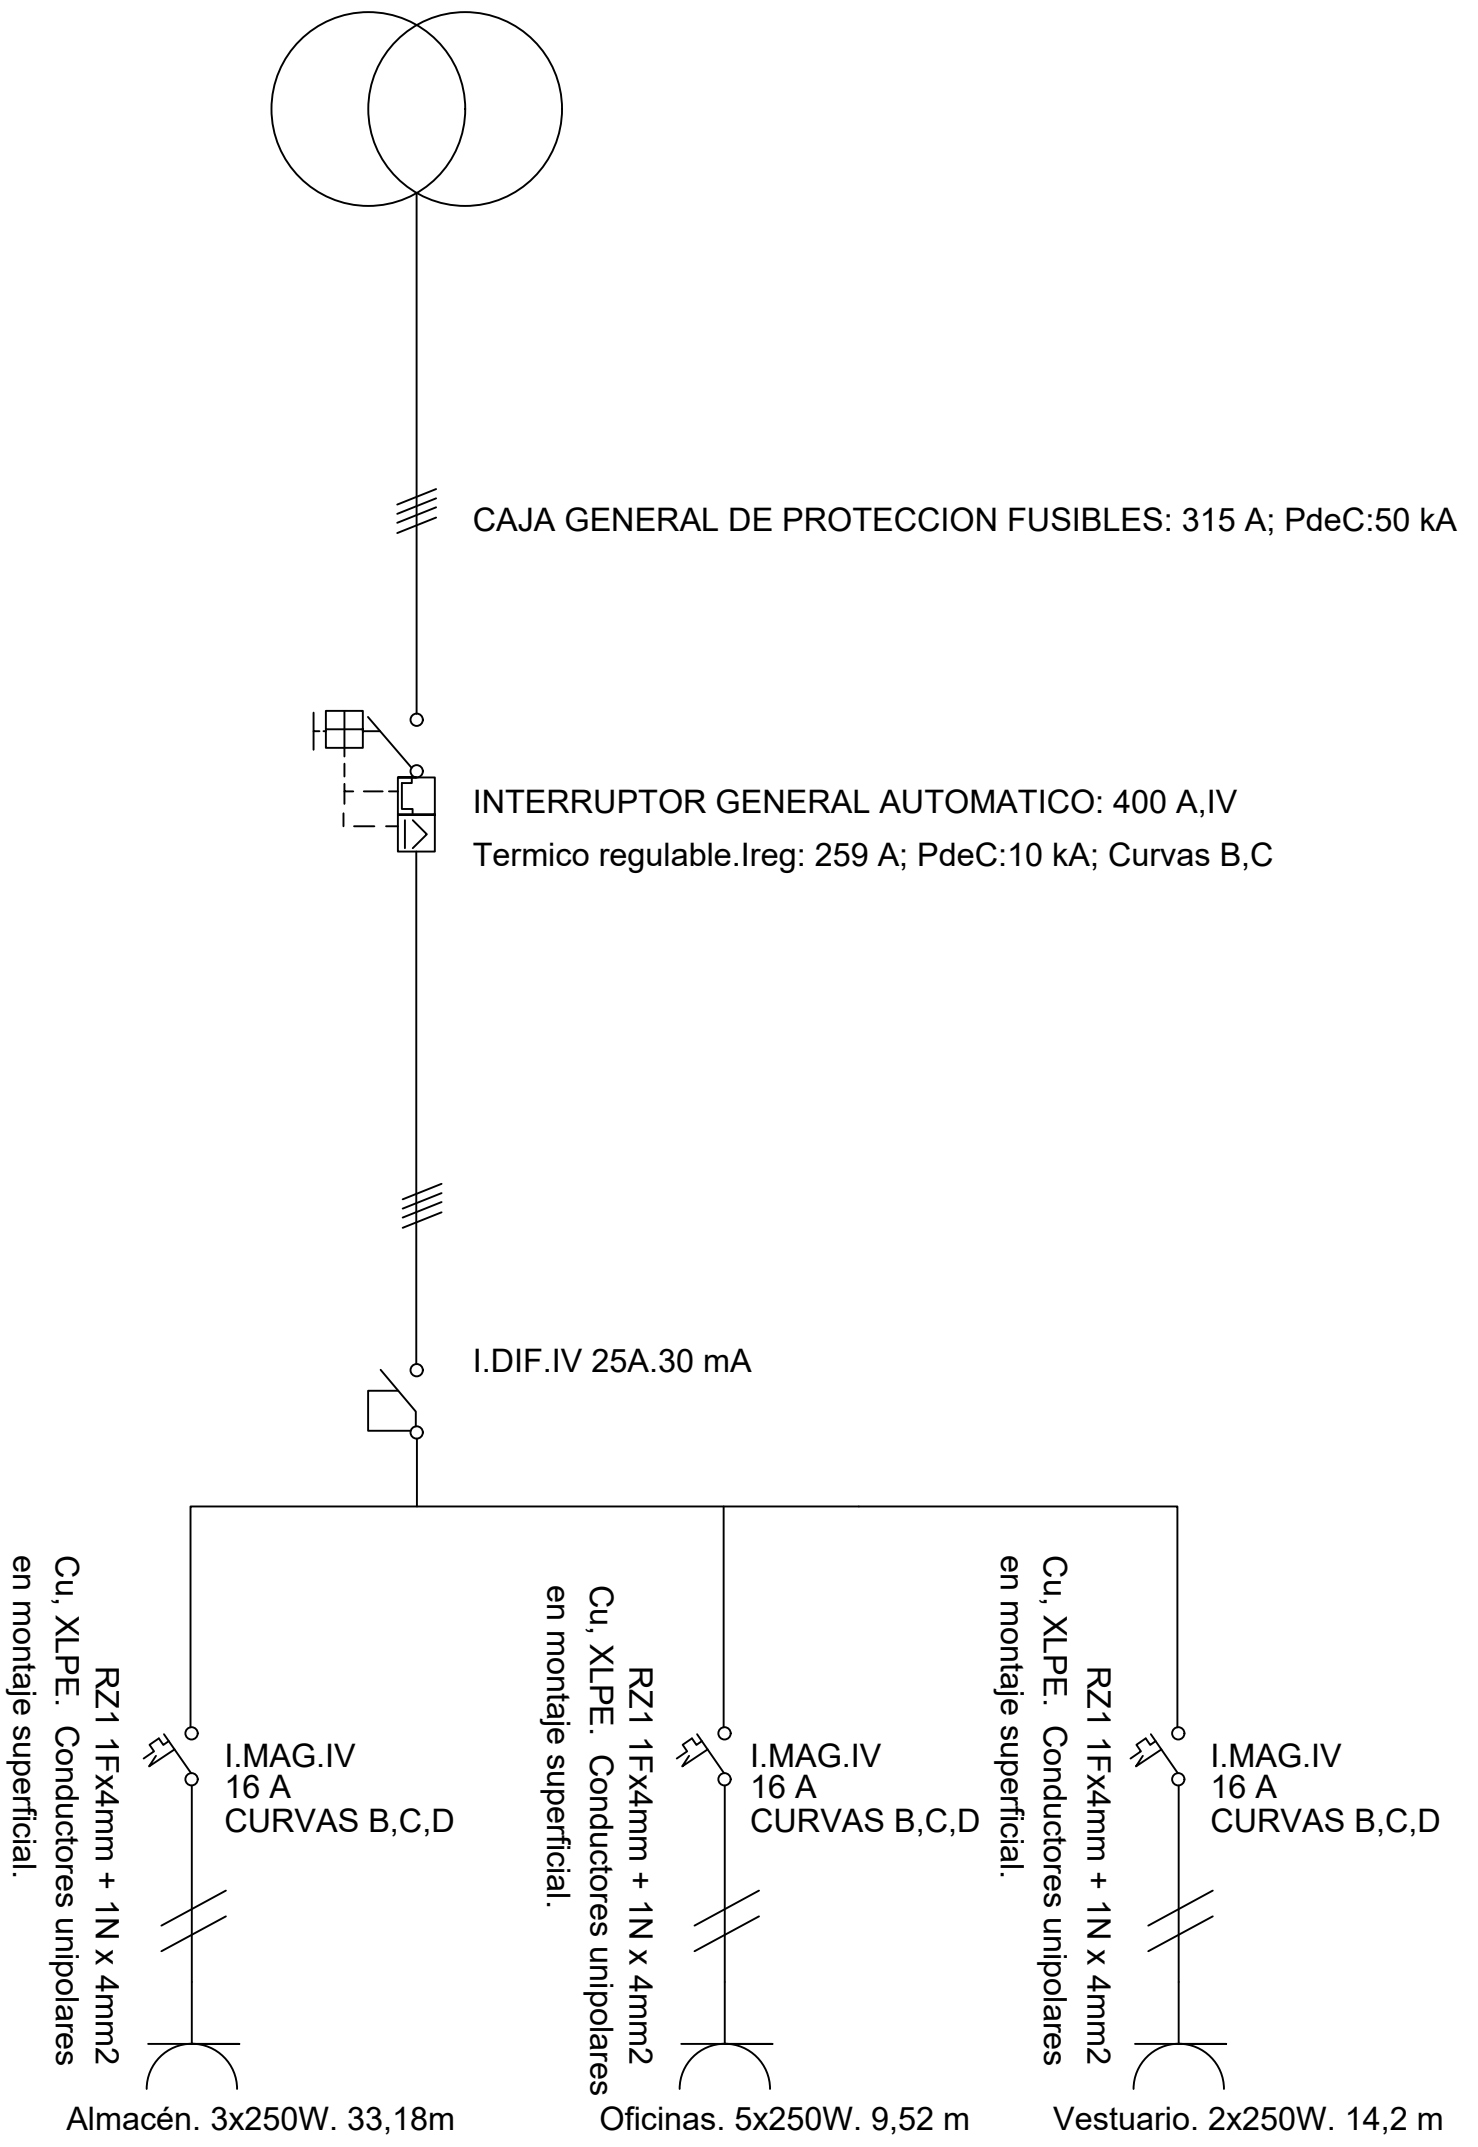 CAJA GENERAL DE PROTECCION FUSIBLES: 315 A; PdeC:50 kA
INTERRUPTOR GENERAL AUTOMATICO: 400 A,IV
Termico regulable.Ireg: 259 A; PdeC:10 kA; Curvas B,C
I.DIF.IV 25A.30 mA
RZ1 1Fx4mm + 1N x 4mm2
Cu, XLPE. Conductores unipolares
en montaje superficial.
I.MAG.IV
16 A
CURVAS B,C,D
RZ1 1Fx4mm + 1N x 4mm2
Cu, XLPE. Conductores unipolares
en montaje superficial.
I.MAG.IV
16 A
CURVAS B,C,D
RZ1 1Fx4mm + 1N x 4mm2
Cu, XLPE. Conductores unipolares
en montaje superficial.
I.MAG.IV
16 A
CURVAS B,C,D
Almacén. 3x250W. 33,18m
Oficinas. 5x250W. 9,52 m
Vestuario. 2x250W. 14,2 m